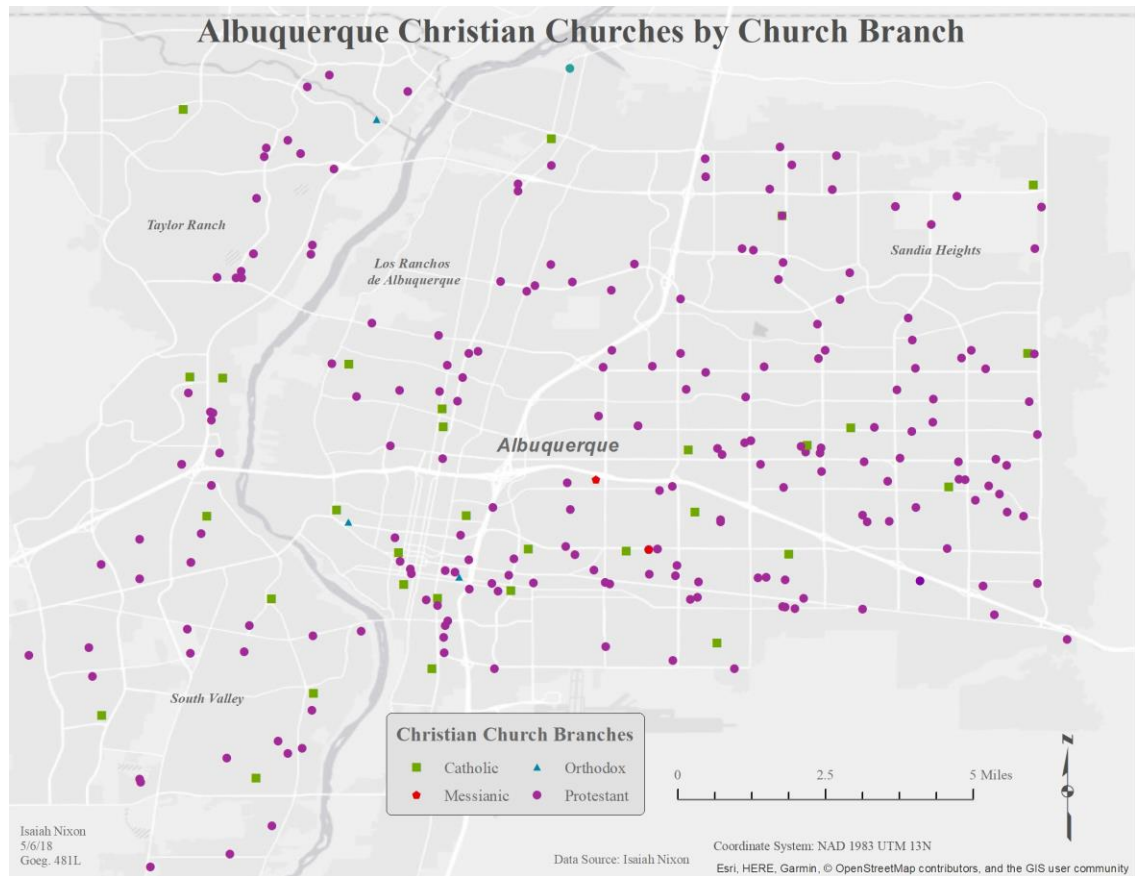 Albuquerque Christian Churches by Church Branch
Taylor Ranch
Los Ranchos
de Albuquerque
Sandia Heights
Albuquerque
South Valley
Christian Church Branches
Catholic
Orthodox
Messianic
Protestant
0 2.5 5 Miles
N
Isaiah Nixon
5/6/18
Goeg. 481L
Data Source: Isaiah Nixon
Coordinate System: NAD 1983 UTM 13N
Esri, HERE, Garmin, © OpenStreetMap contributors, and the GIS user community